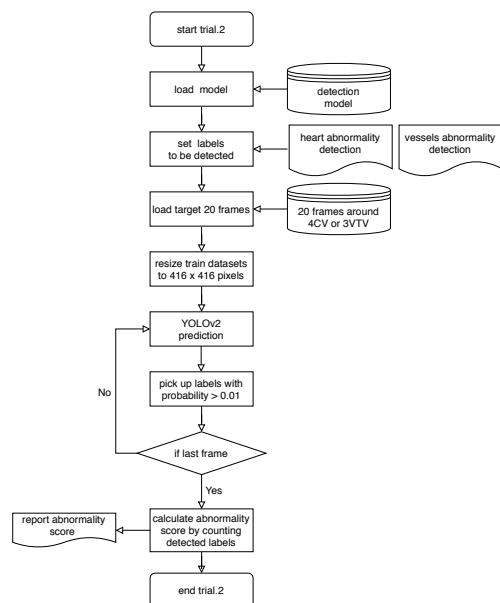 start trial.2
load model
detection
model
set labels
to be detected
heart abnormality
detection
vessels abnormality
detection
load target 20 frames
20 frames around
4CV or 3VTV
resize train datasets
to 416 x 416 pixels
YOLOv2
prediction
No
pick up labels with
probability > 0.01
if last frame
Yes
report abnormality
score
calculate abnormality
score by counting
detected labels
end trial.2